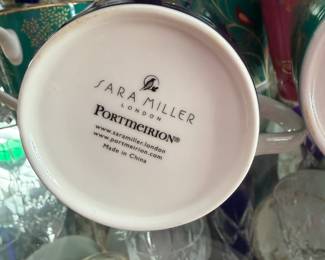 SARA MILLER
LONDON
PORTMEIRION®
www.saramiller.london
www.portmeirion.com
Made in China